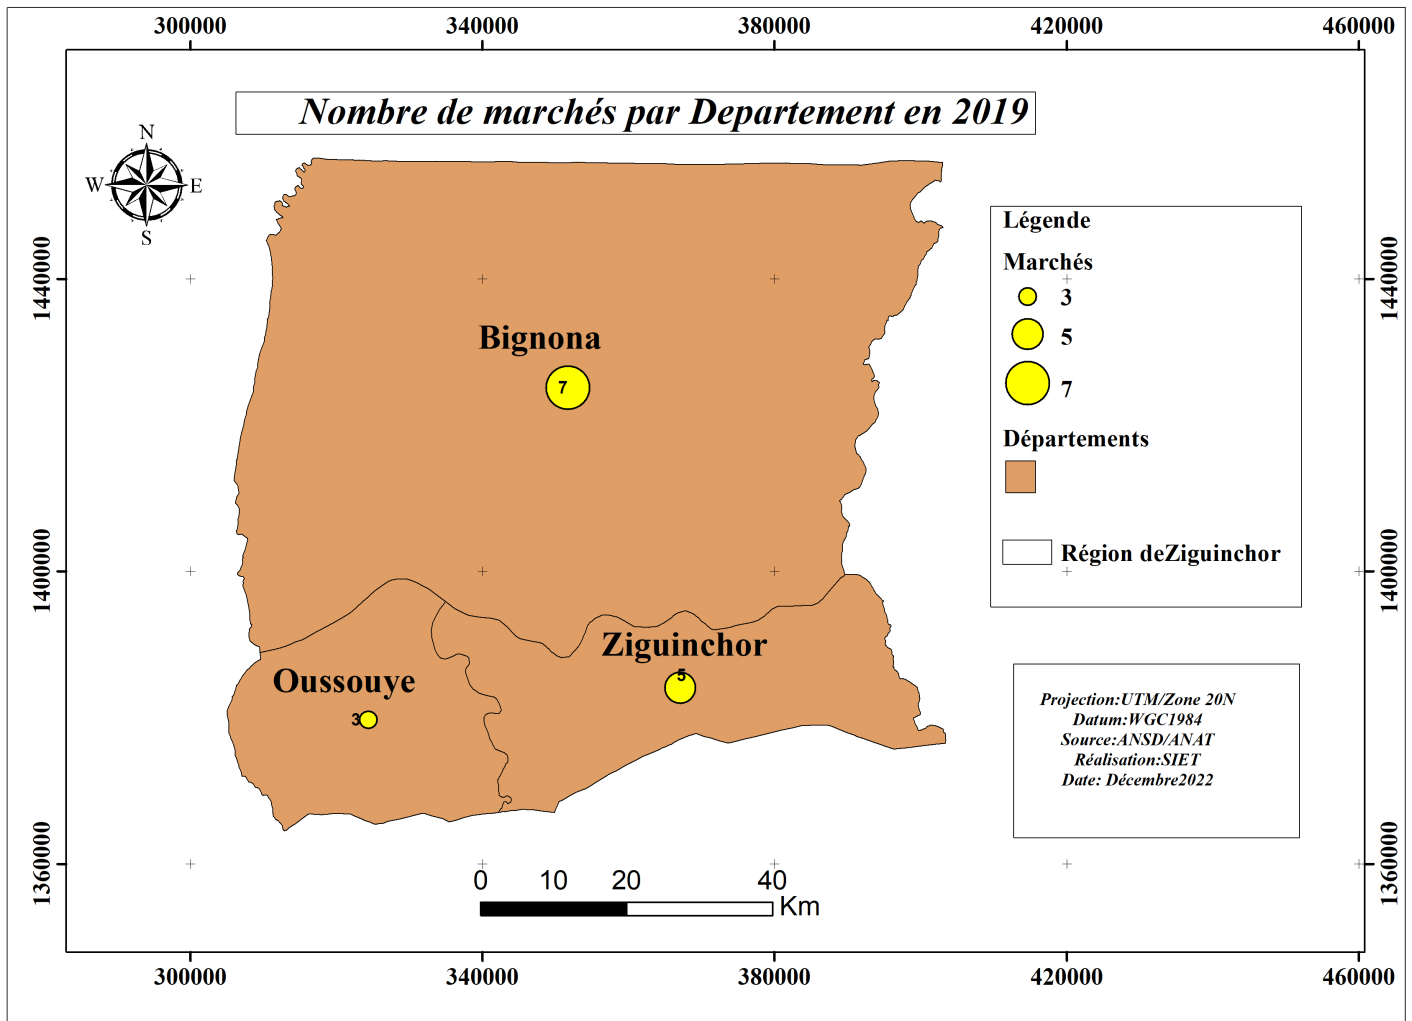 300000 340000 380000 420000 460000
Nombre de marchés par Departement en 2019
N
W E
S
Légende
Marchés
3
5
7
Départements
Région deZiguinchor
1440000 1440000
Bignona
7
1400000 1400000
Ziguinchor
5
Oussouye
3
Projection:UTM/Zone 20N
Datum:WGC1984
Source:ANSD/ANAT
Réalisation:SIET
Date: Décembre2022
1360000 1360000
0 10 20 40
Km
300000 340000 380000 420000 460000